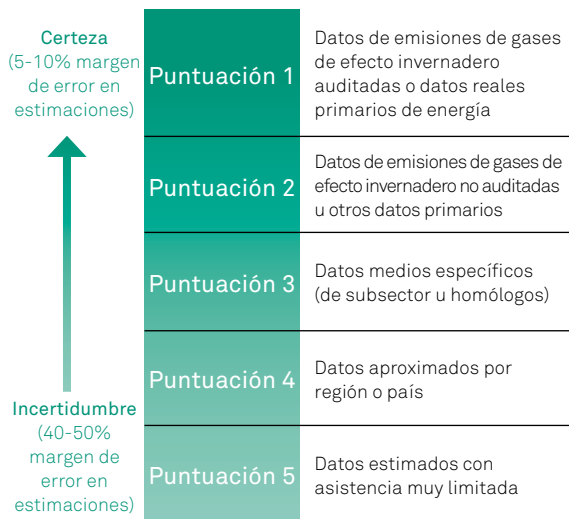 Certeza
(5-10% margen
de error en
estimaciones)
Puntuación 1
Datos de emisiones de gases
de efecto invernadero
auditadas o datos reales
primarios de energía
Puntuación 2
Datos de emisiones de gases de
efecto invernadero no auditadas
u otros datos primarios
Puntuación 3
Datos medios específicos
(de subsector u homólogos)
Puntuación 4
Datos aproximados por
región o país
Incertidumbre
(40-50%
margen de
error en
estimaciones)
Puntuación 5
Datos estimados con
asistencia muy limitada